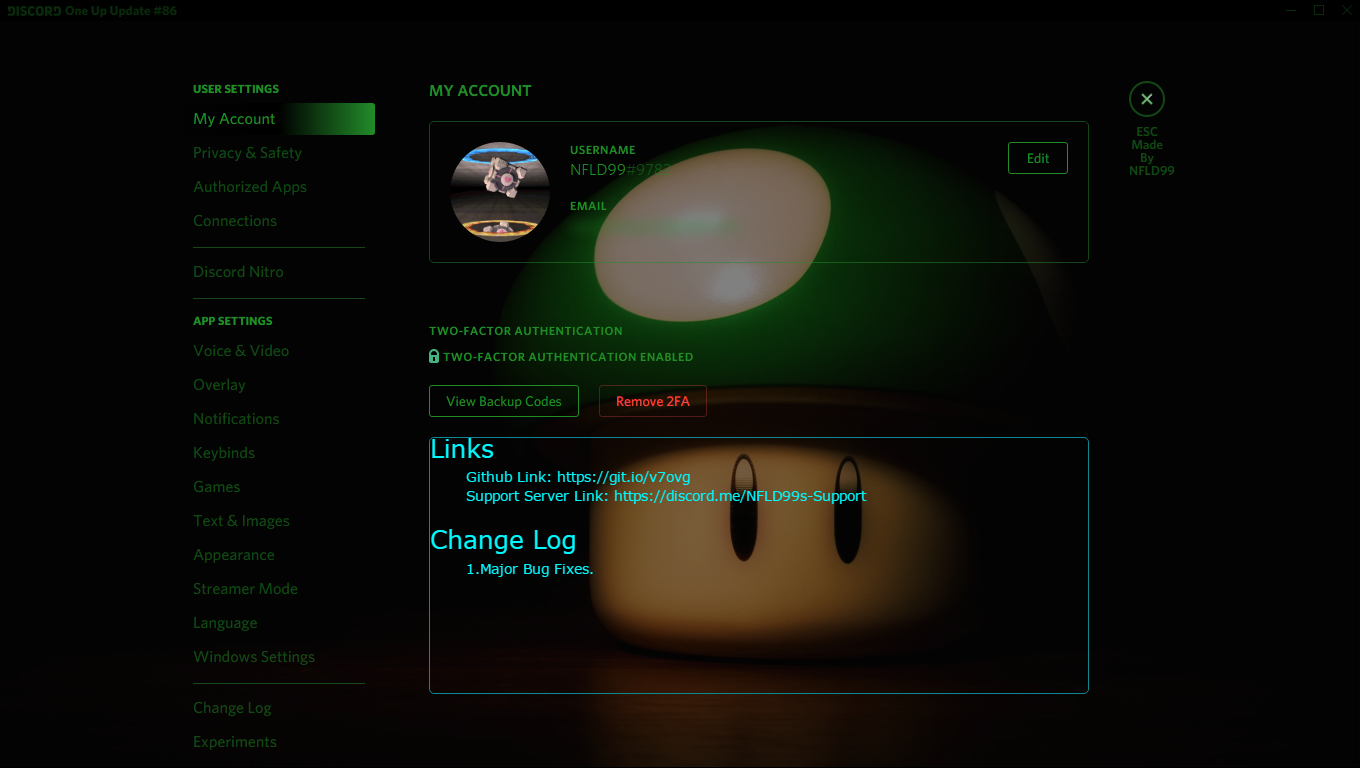 DISCORD One Up Update #86
USER SETTINGS
My Account
Privacy & Safety
Authorized Apps
Connections
Discord Nitro
APP SETTINGS
Voice & Video
Overlay
Notifications
Keybinds
Games
Text & Images
Appearance
Streamer Mode
Language
Windows Settings
Change Log
Experiments
MY ACCOUNT
USERNAME
NFLD99#9782
EMAIL
Edit
TWO-FACTOR AUTHENTICATION
TWO-FACTOR AUTHENTICATION ENABLED
View Backup Codes
Remove 2FA
Links
Github Link: https://git.io/v7ovg
Support Server Link: https://discord.me/NFLD99s-Support
Change Log
1.Major Bug Fixes.
ESC
Made
By
NFLD99